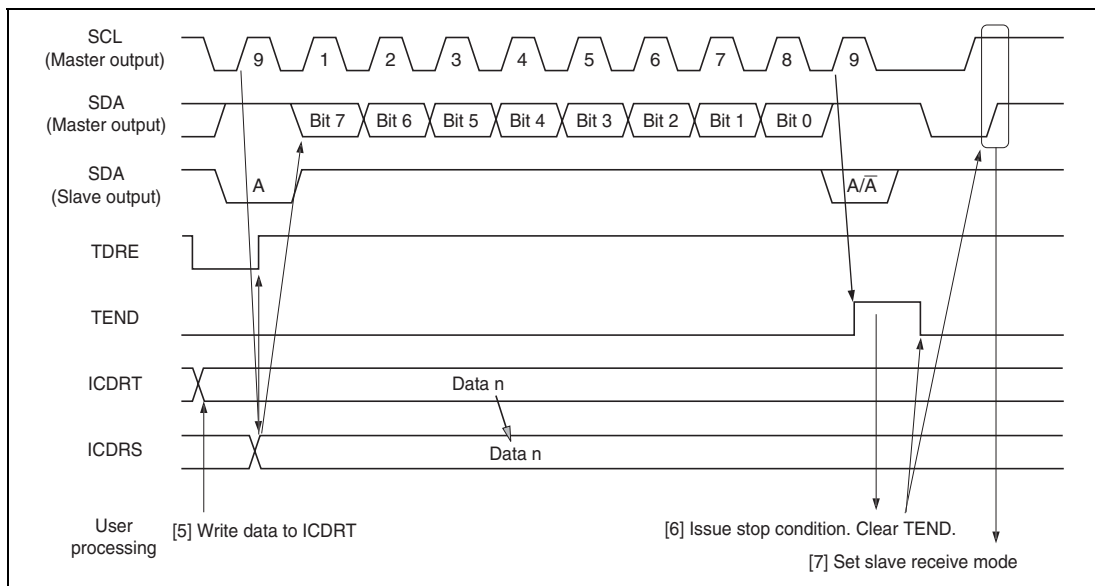 SCL
(Master output)
9 1 2 3 4 5 6 7 8 9
SDA
(Master output)
Bit 7 Bit 6 Bit 5 Bit 4 Bit 3 Bit 2 Bit 1 Bit 0
SDA
(Slave output)
A A/A̅
TDRE
TEND
ICDRT
Data n
ICDRS
Data n
User
processing
[5] Write data to ICDRT
[6] Issue stop condition. Clear TEND.
[7] Set slave receive mode